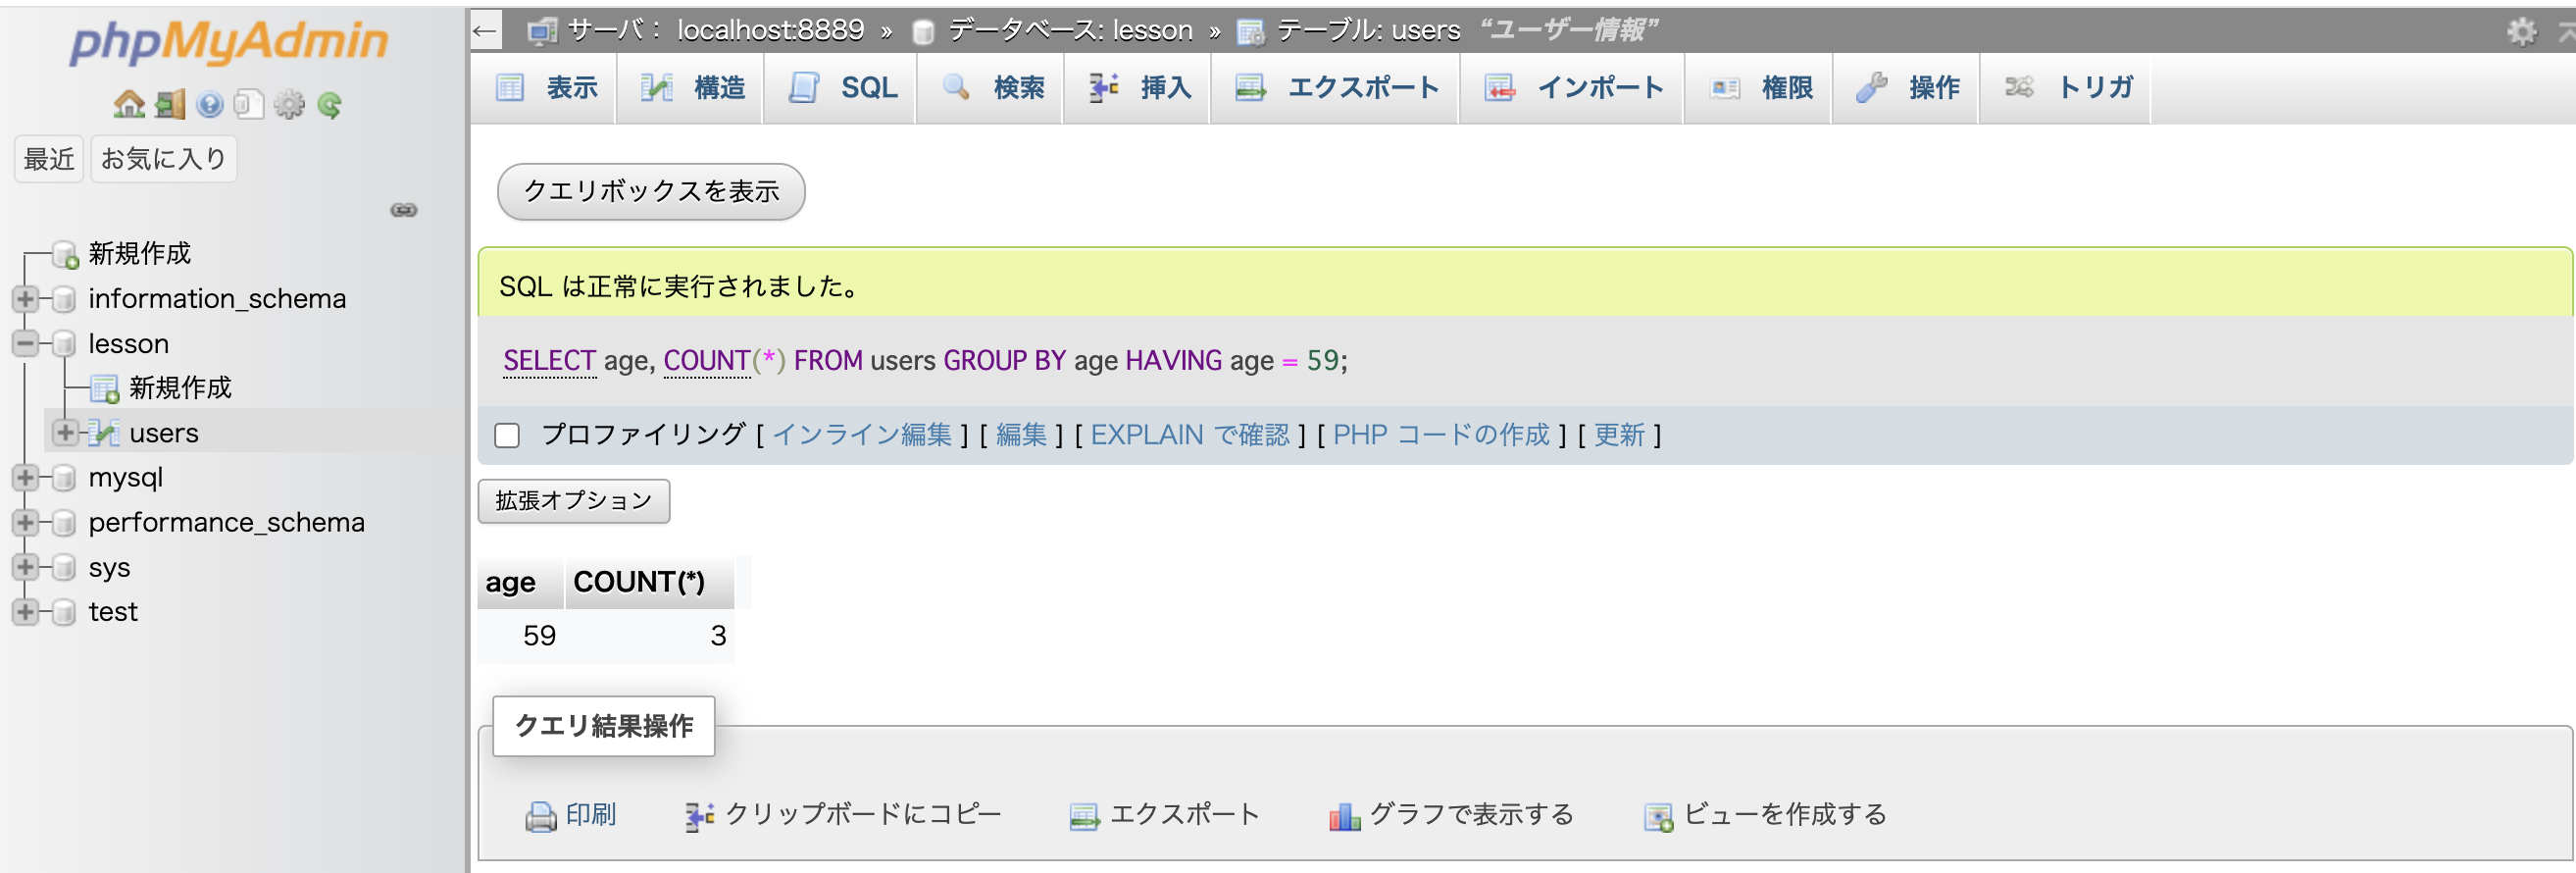 phpMyAdmin
最近 お気に入り
新規作成
information_schema
lesson
新規作成
users
mysql
performance_schema
sys
test
← サーバ： localhost:8889 » データベース: lesson » テーブル: users “ユーザー情報”
表示 構造 SQL 検索 挿入 エクスポート インポート 権限 操作 トリガ
クエリボックスを表示
SQL は正常に実行されました。
SELECT age, COUNT(*) FROM users GROUP BY age HAVING age = 59;
プロファイリング [ インライン編集 ] [ 編集 ] [ EXPLAIN で確認 ] [ PHP コードの作成 ] [ 更新 ]
拡張オプション
age COUNT(*)
59 3
クエリ結果操作
印刷 クリップボードにコピー エクスポート グラフで表示する ビューを作成する